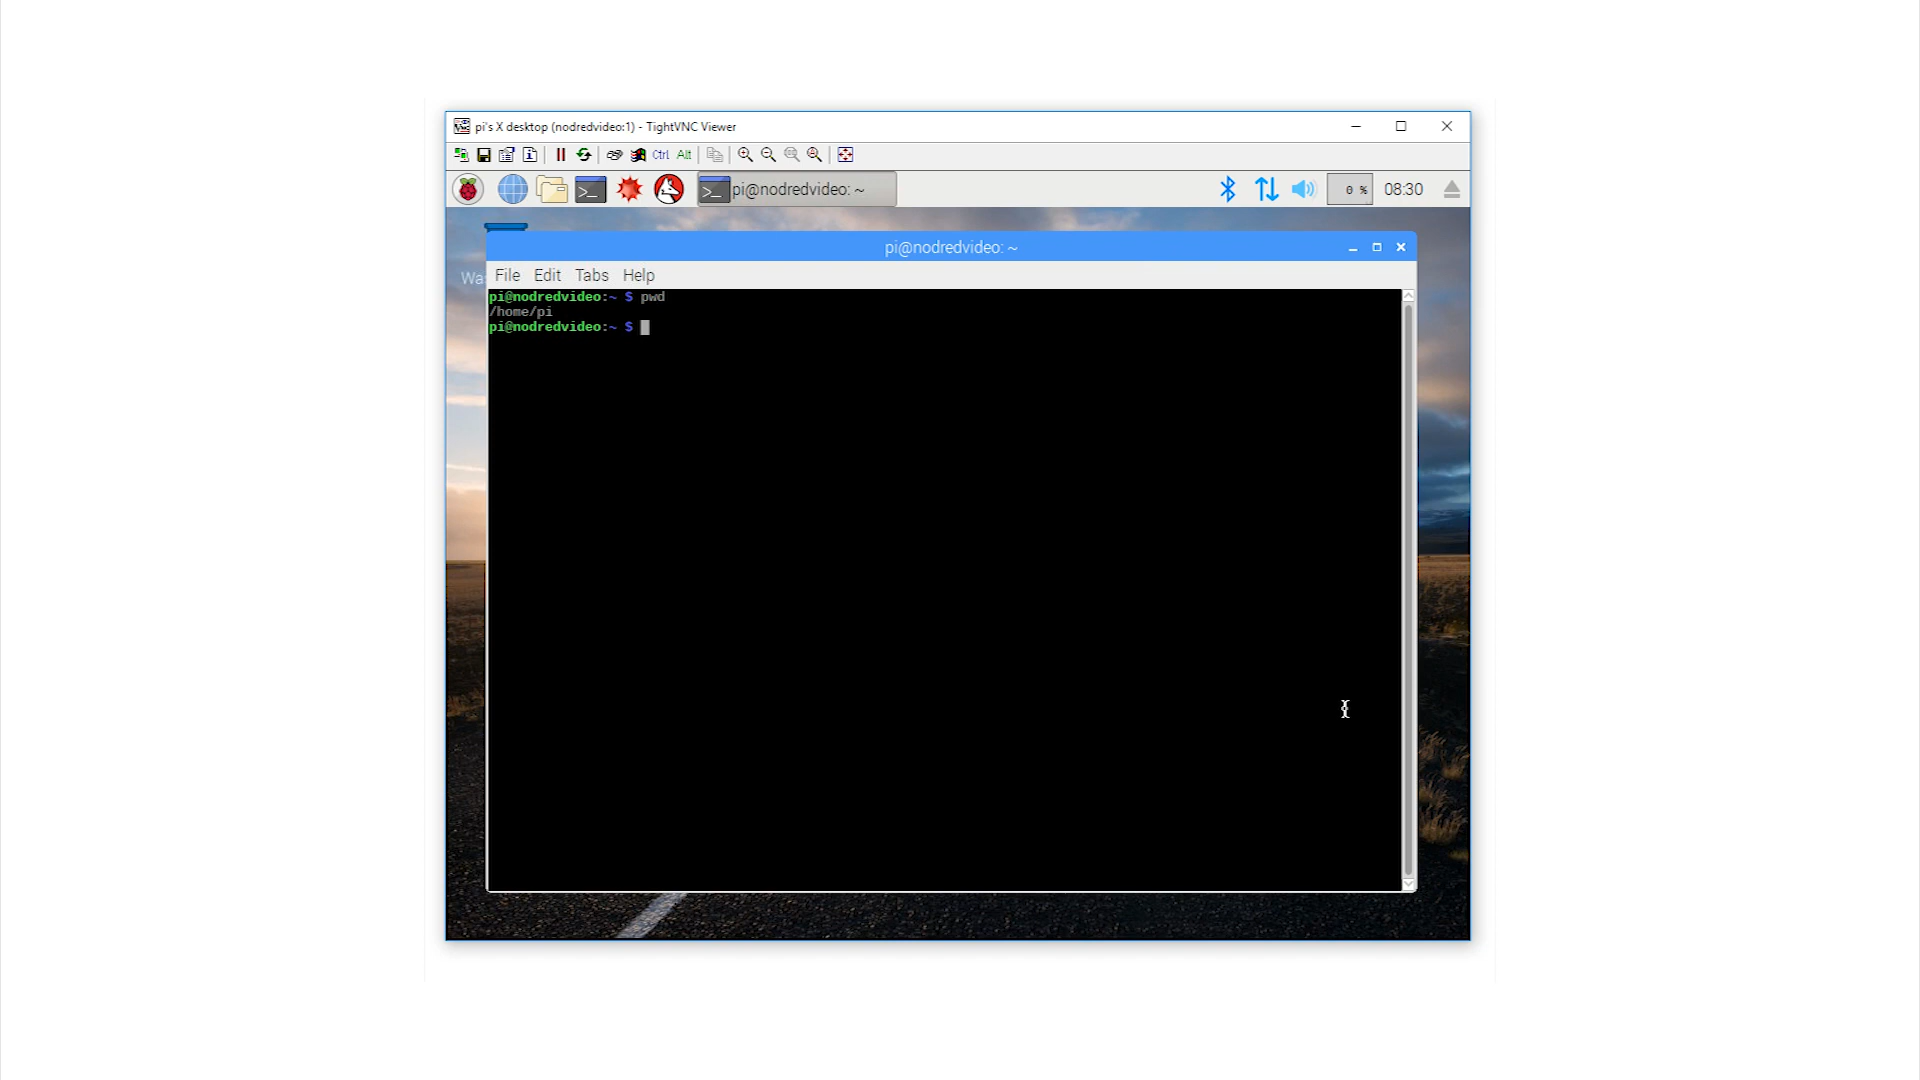 pi's X desktop (nodredvideo:1) - TightVNC Viewer
Ctrl Alt
pi@nodredvideo: ~
0 %
08:30
pi@nodredvideo: ~
File Edit Tabs Help
pi@nodredvideo:~ $ pwd
/home/pi
pi@nodredvideo:~ $